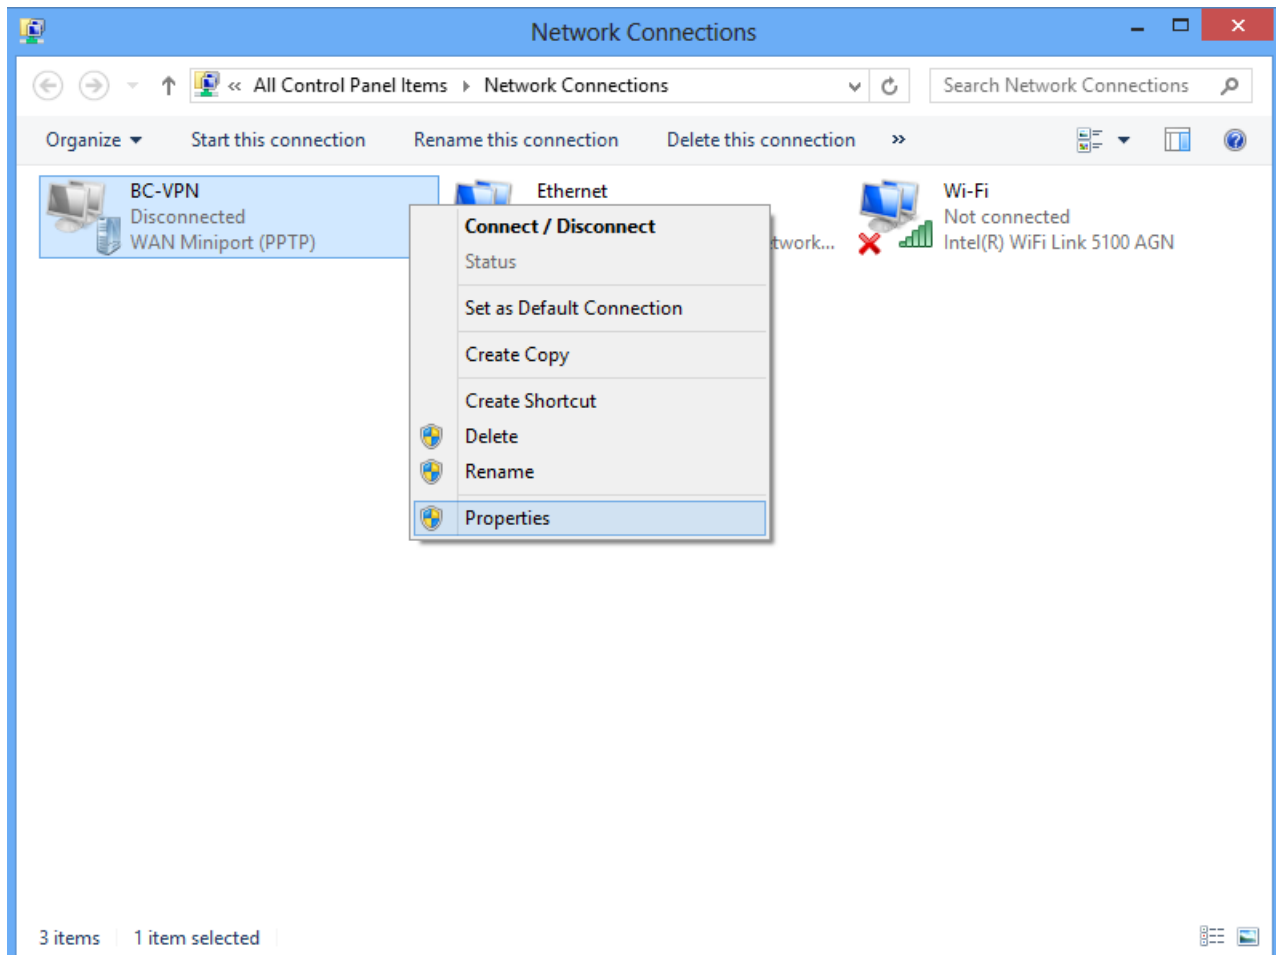 Network Connections
« All Control Panel Items Network Connections
Search Network Connections
Organize Start this connection Rename this connection Delete this connection »
BC-VPN
Disconnected
WAN Miniport (PPTP)
Ethernet
twork...
Wi-Fi
Not connected
Intel(R) WiFi Link 5100 AGN
Connect / Disconnect
Status
Set as Default Connection
Create Copy
Create Shortcut
Delete
Rename
Properties
3 items 1 item selected